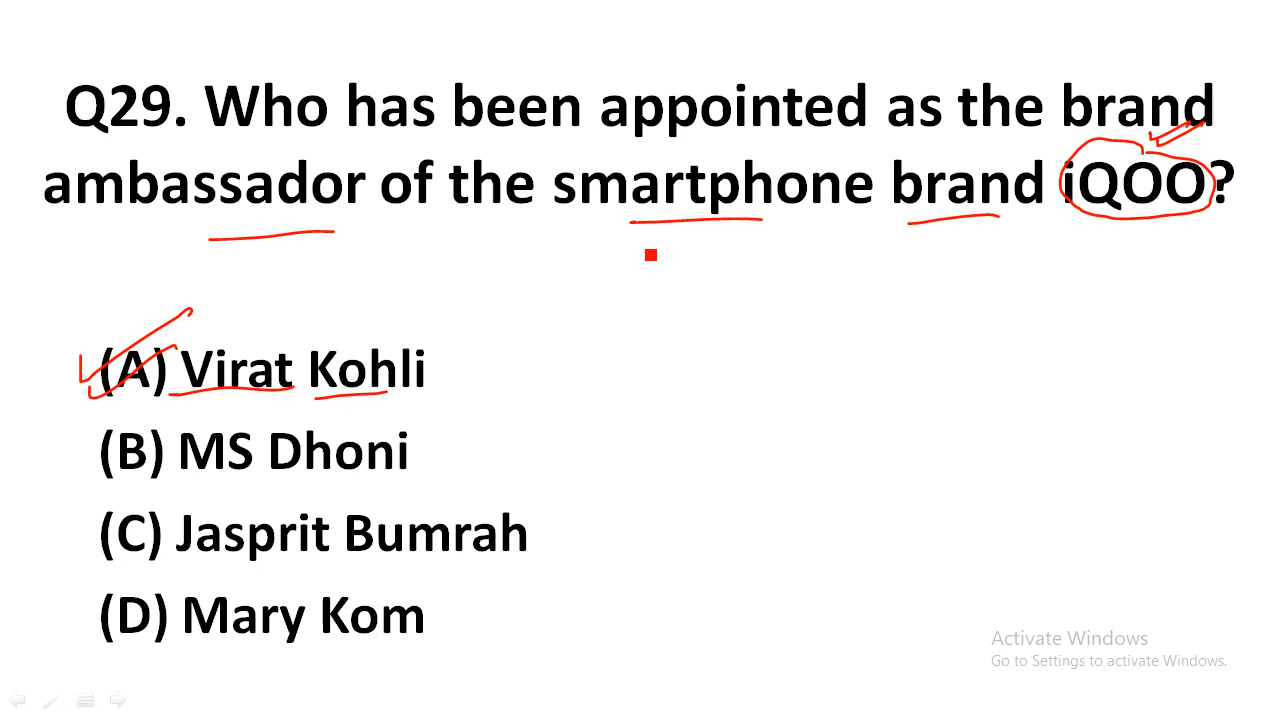 Q29. Who has been appointed as the brand
ambassador of the smartphone brand iQOO?
(A) Virat Kohli
(B) MS Dhoni
(C) Jasprit Bumrah
(D) Mary Kom
Activate Windows
Go to Settings to activate Windows.